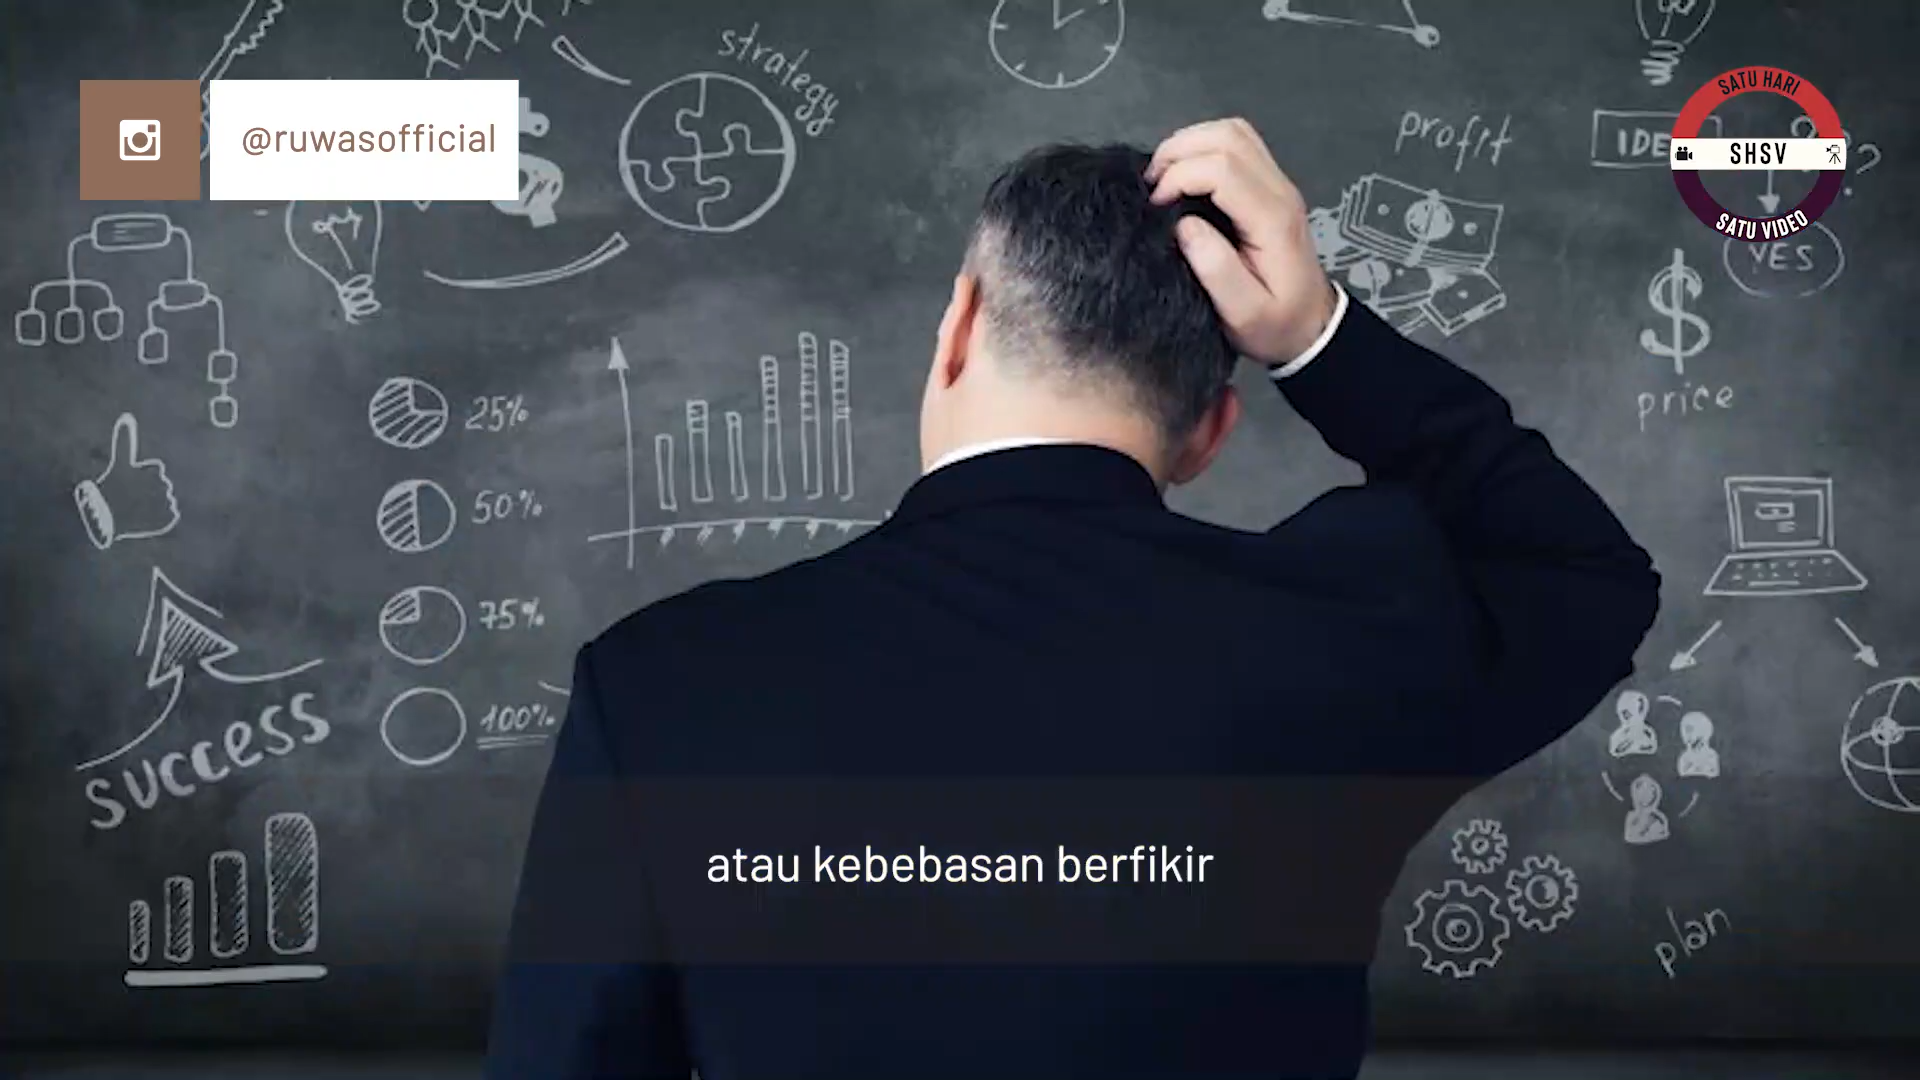 strategy
@ruwasofficial
SATU HARI
SHSV
SATU VIDEO
profit
YES
$
price
25%
50%
75%
100%
success
atau kebebasan berfikir
plan